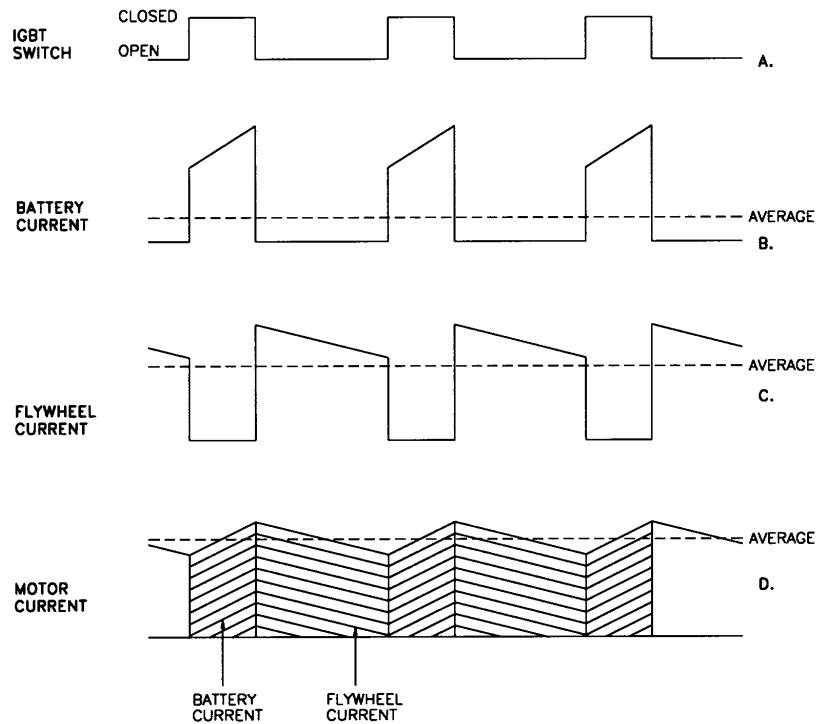 IGBT
SWITCH
CLOSED
OPEN
A.
BATTERY
CURRENT
AVERAGE
B.
FLYWHEEL
CURRENT
AVERAGE
C.
MOTOR
CURRENT
AVERAGE
D.
BATTERY
CURRENT
FLYWHEEL
CURRENT